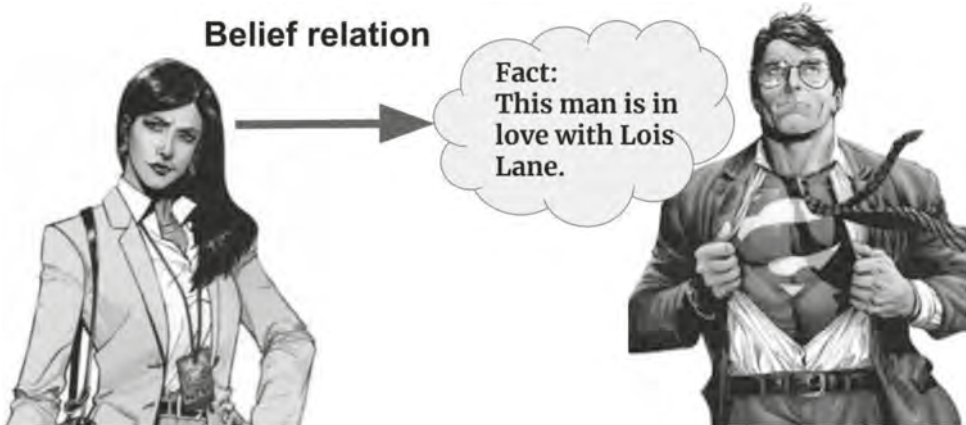 Belief relation
Fact:
This man is in
love with Lois
Lane.